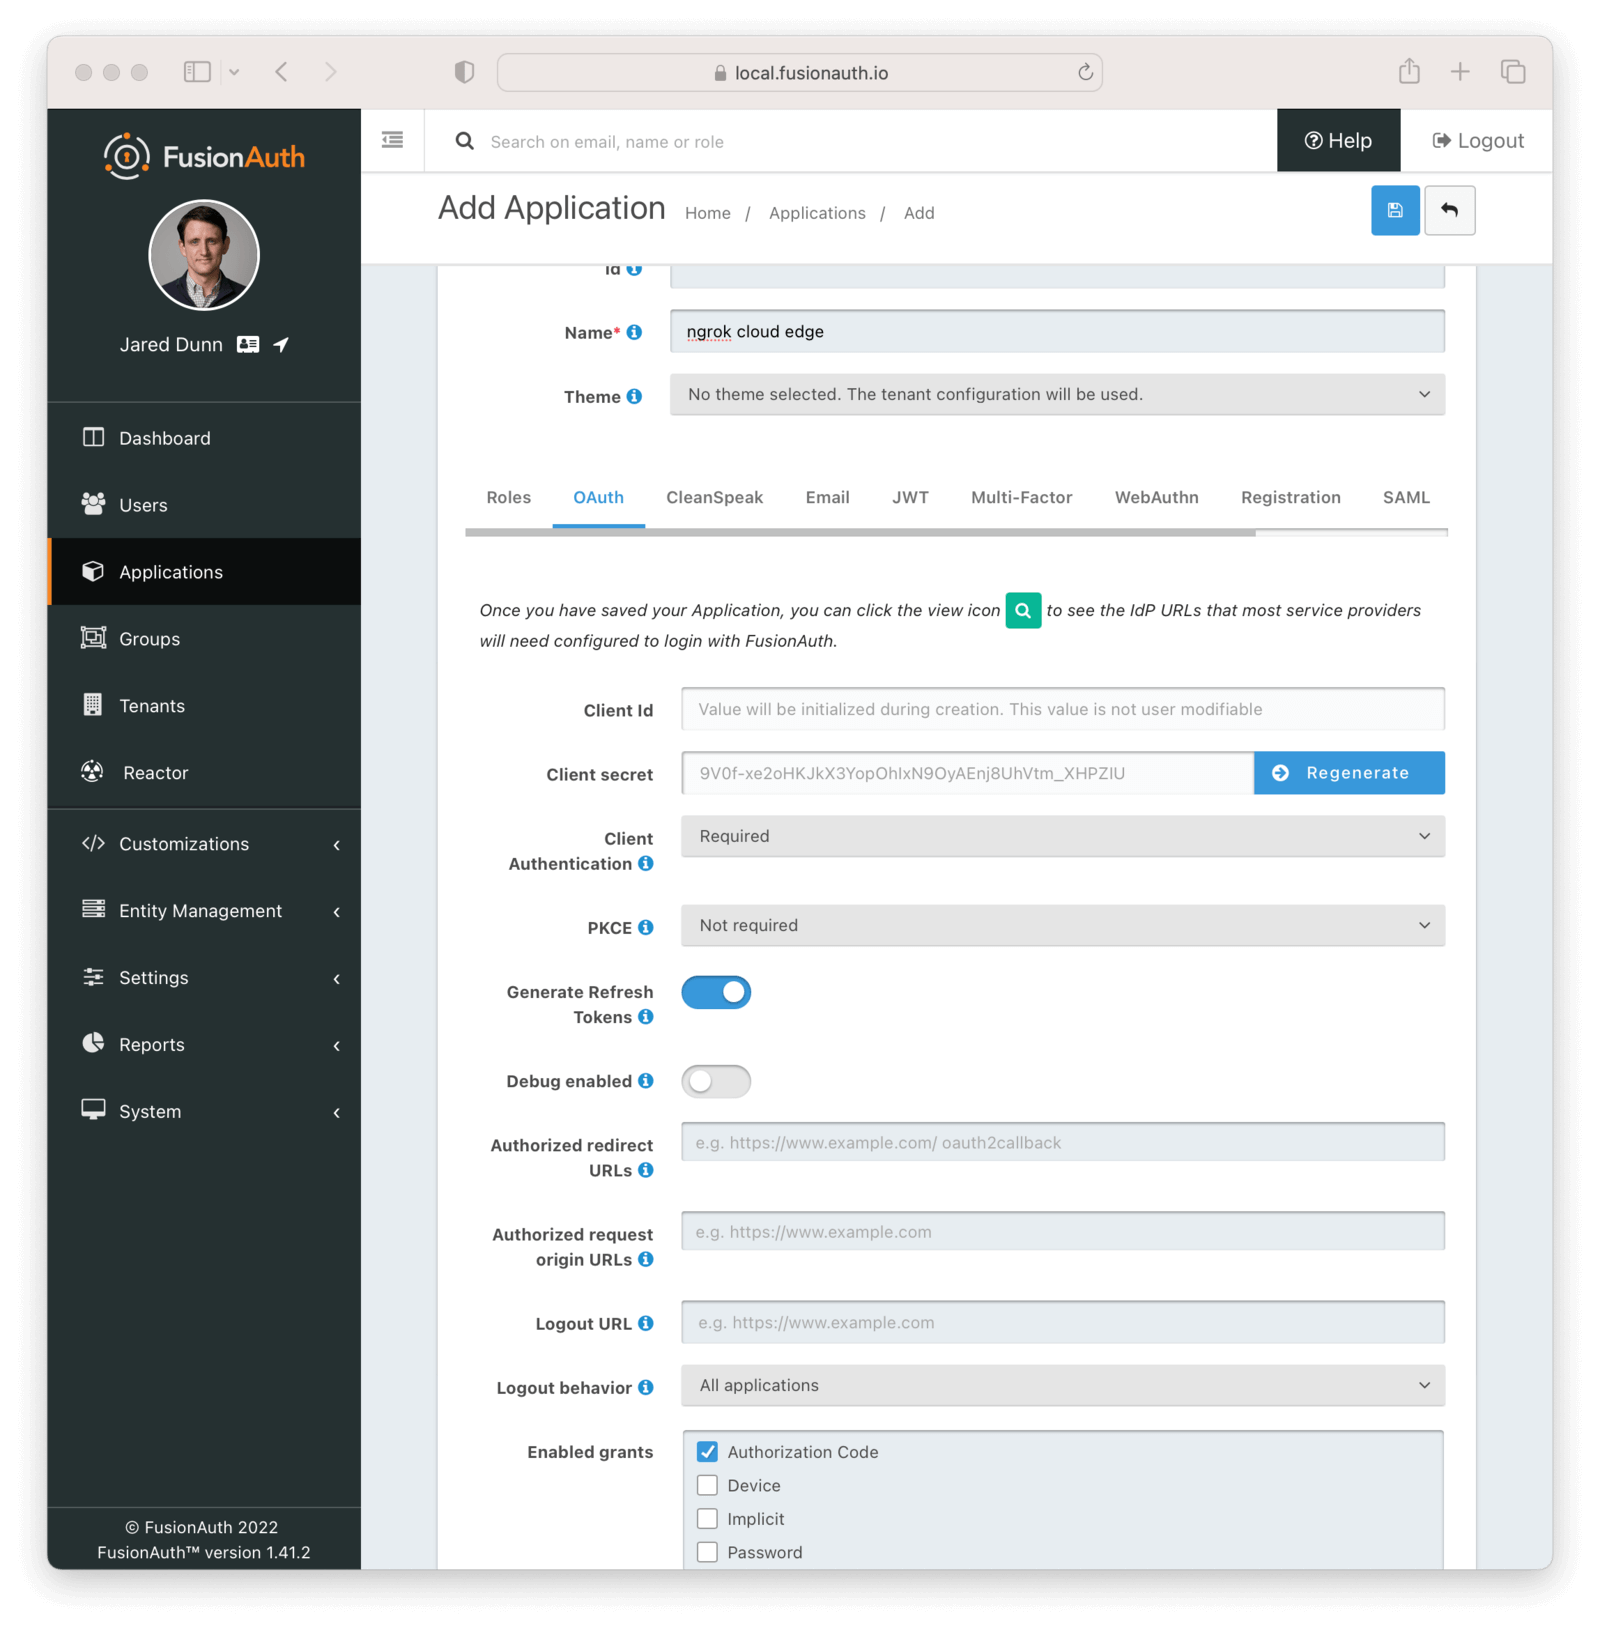 local.fusionauth.io
FusionAuth
Search on email, name or role
Help
Logout
Jared Dunn
Dashboard
Users
Applications
Groups
Tenants
Reactor
Customizations
Entity Management
Settings
Reports
System
© FusionAuth 2022
FusionAuth™ version 1.41.2
Add Application
Home / Applications / Add
Id
Name* ngrok cloud edge
Theme No theme selected. The tenant configuration will be used.
Roles OAuth CleanSpeak Email JWT Multi-Factor WebAuthn Registration SAML
Once you have saved your Application, you can click the view icon to see the IdP URLs that most service providers
will need configured to login with FusionAuth.
Client Id Value will be initialized during creation. This value is not user modifiable
Client secret 9V0f-xe2oHKJkX3YopOhIxN9OyAEnj8UhVtm_XHPZIU Regenerate
Client
Authentication
Required
PKCE Not required
Generate Refresh
Tokens
Debug enabled
Authorized redirect
URLs
e.g. https://www.example.com/ oauth2callback
Authorized request
origin URLs
e.g. https://www.example.com
Logout URL e.g. https://www.example.com
Logout behavior All applications
Enabled grants Authorization Code
Device
Implicit
Password